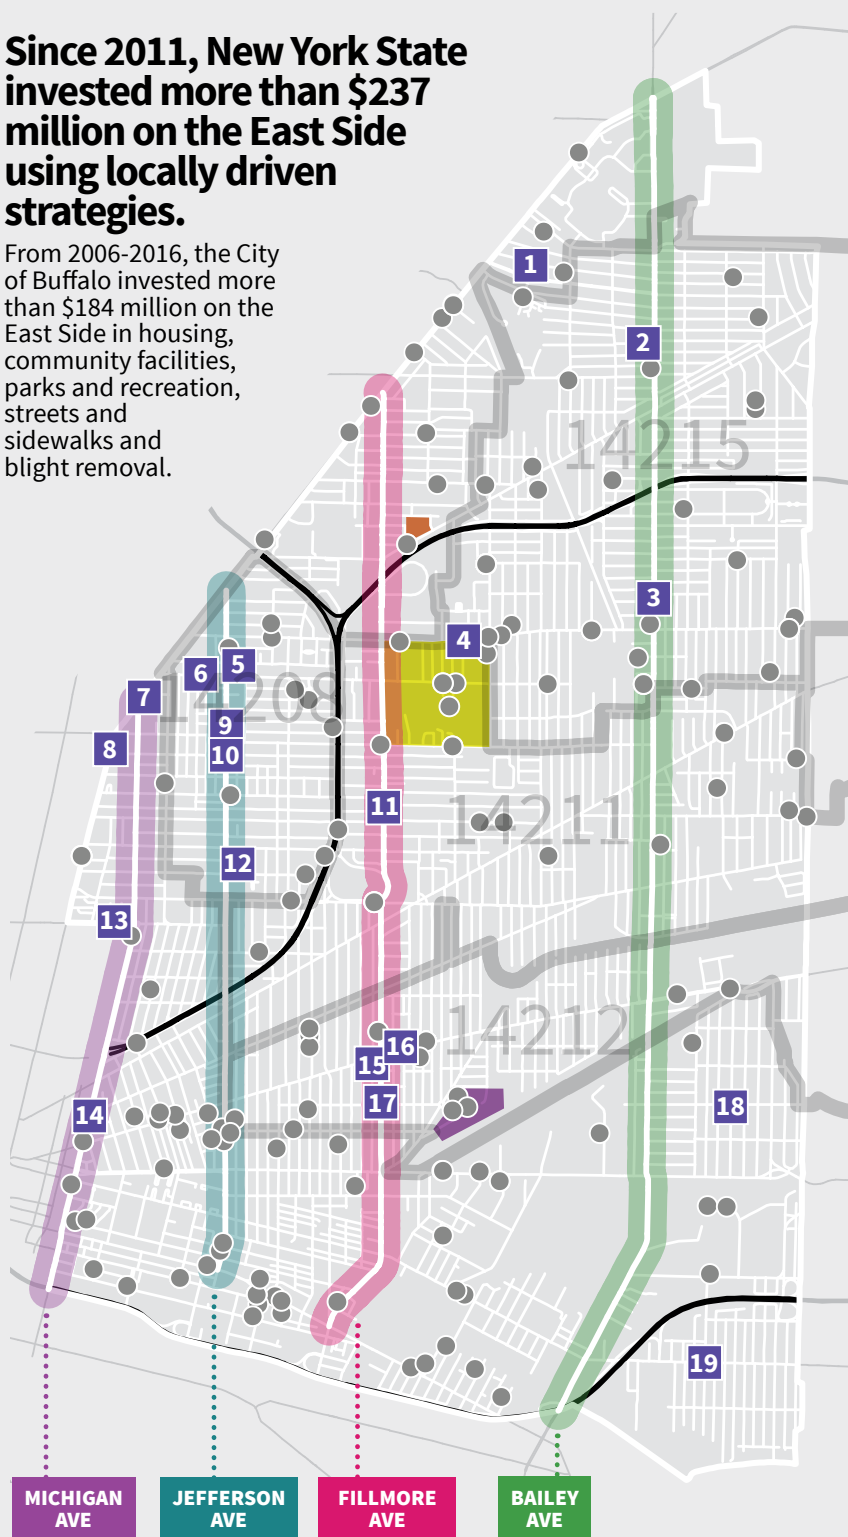 Since 2011, New York State
invested more than $237
million on the East Side
using locally driven
strategies.
From 2006-2016, the City
of Buffalo invested more
than $184 million on the
East Side in housing,
community facilities,
parks and recreation,
streets and
sidewalks and
blight removal.
1
2
14215
3
4
5
6
14208
7
9
8
10
11
14211
12
13
14212
16
15
17
18
14
19
MICHIGAN
AVE
JEFFERSON
AVE
FILLMORE
AVE
BAILEY
AVE